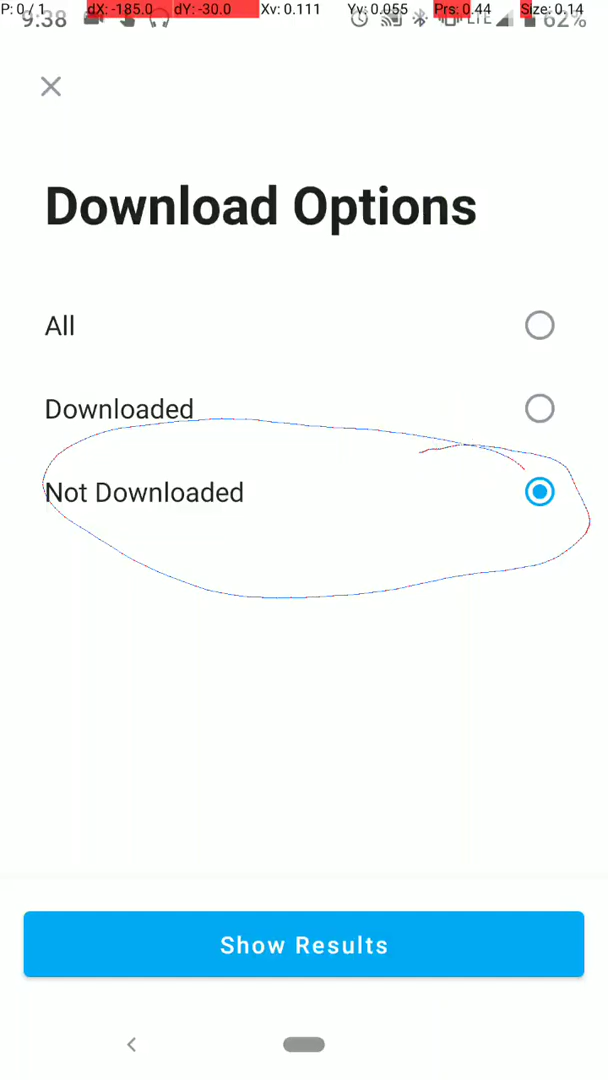 P: 0 / 1 dX: -185.0 dY: -30.0 Xv: 0.111 Yv: 0.055 Prs: 0.44 Size: 0.14
9:38 LTE 62%
Download Options
All
Downloaded
Not Downloaded
Show Results